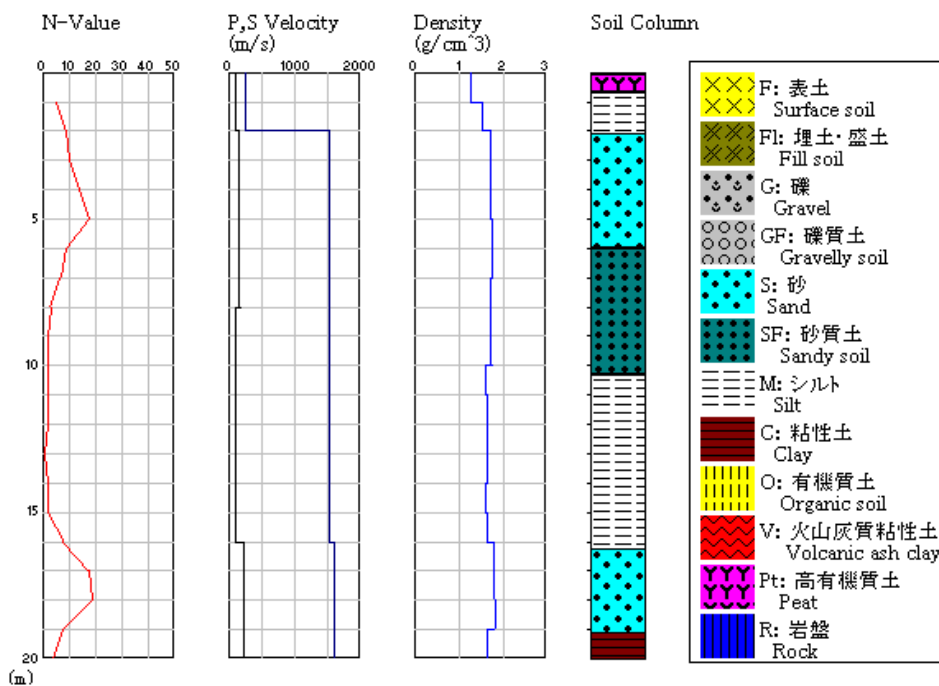 N-Value
P,S Velocity
(m/s)
Density
(g/cm^3)
Soil Column
0 10 20 30 40 50
0 1000 2000
0 1 2 3
5
10
15
20
(m)
F: 表土
Surface soil
Fl: 埋土・盛土
Fill soil
G: 礫
Gravel
GF: 礫質土
Gravelly soil
S: 砂
Sand
SF: 砂質土
Sandy soil
M: シルト
Silt
C: 粘性土
Clay
O: 有機質土
Organic soil
V: 火山灰質粘性土
Volcanic ash clay
Pt: 高有機質土
Peat
R: 岩盤
Rock